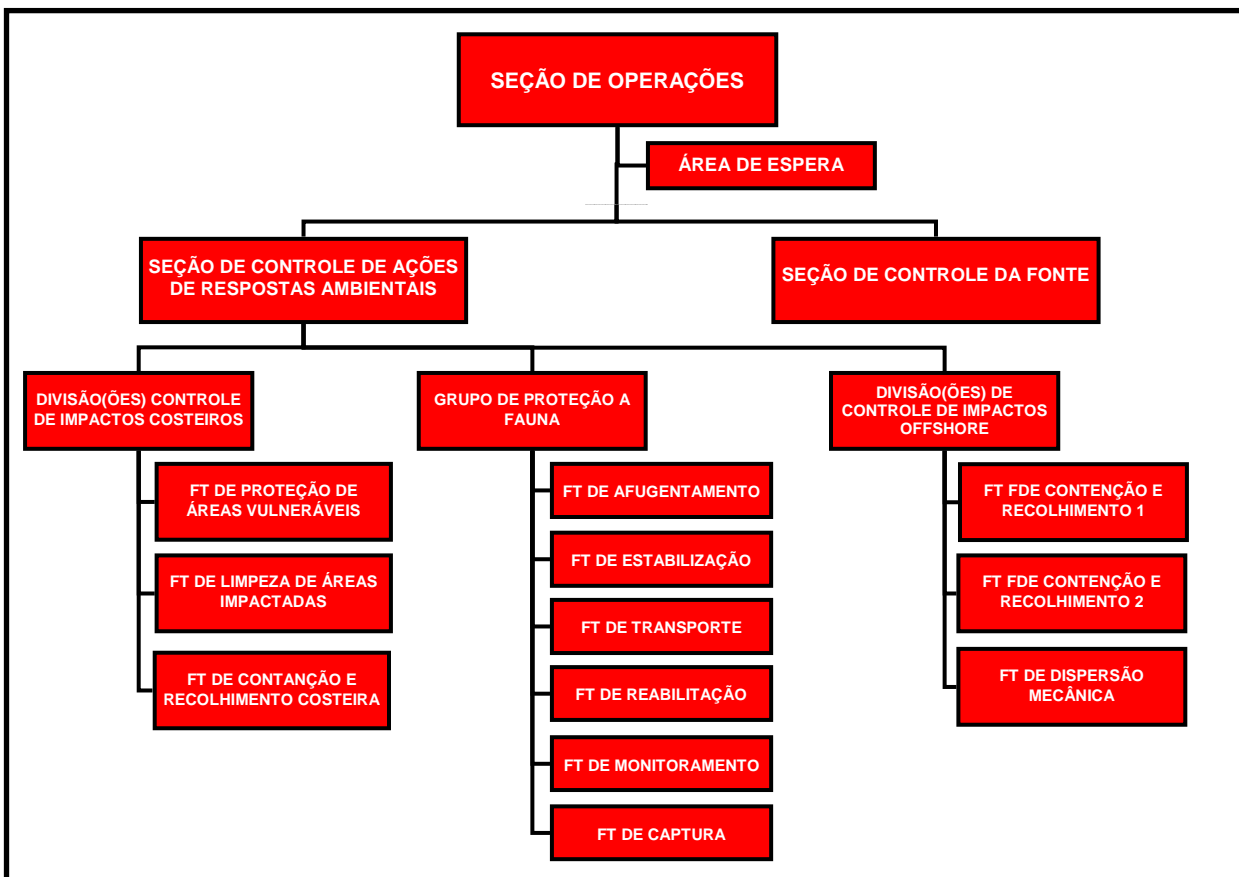 SEÇÃO DE OPERAÇÕES
ÁREA DE ESPERA
SEÇÃO DE CONTROLE DE AÇÕES
DE RESPOSTAS AMBIENTAIS
SEÇÃO DE CONTROLE DA FONTE
DIVISÃO(ÕES) CONTROLE
DE IMPACTOS COSTEIROS
FT DE PROTEÇÃO DE
ÁREAS VULNERÁVEIS
FT DE LIMPEZA DE ÁREAS
IMPACTADAS
FT DE CONTANÇÃO E
RECOLHIMENTO COSTEIRA
GRUPO DE PROTEÇÃO A
FAUNA
FT DE AFUGENTAMENTO
FT DE ESTABILIZAÇÃO
FT DE TRANSPORTE
FT DE REABILITAÇÃO
FT DE MONITORAMENTO
FT DE CAPTURA
DIVISÃO(ÕES) DE
CONTROLE DE IMPACTOS
OFFSHORE
FT FDE CONTENÇÃO E
RECOLHIMENTO 1
FT FDE CONTENÇÃO E
RECOLHIMENTO 2
FT DE DISPERSÃO
MECÂNICA